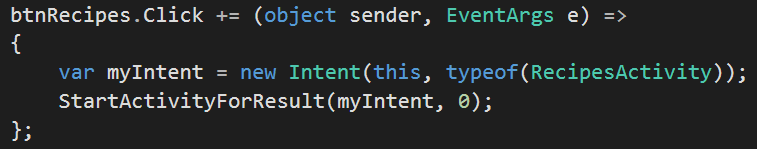 btnRecipes.Click += (object sender, EventArgs e) =>
{
    var myIntent = new Intent(this, typeof(RecipesActivity));
    StartActivityForResult(myIntent, 0);
};